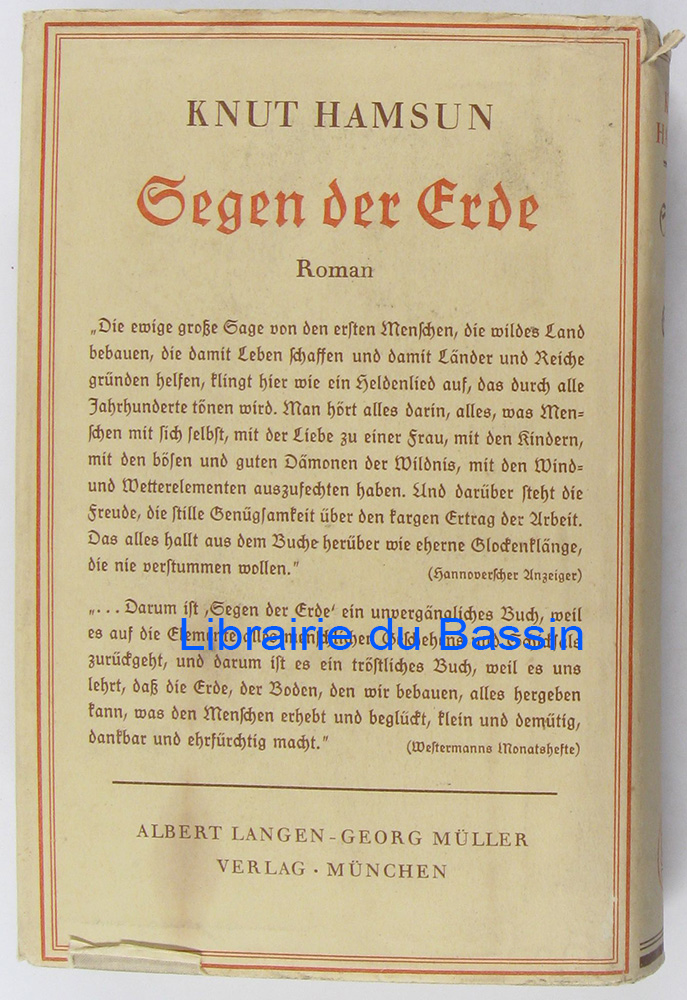 KNUT HAMSUN
Segen der Erde
Roman
„Die ewige große Sage von den ersten Menschen, die wildes Land
bebauen, die damit Leben schaffen und damit Länder und Reiche
gründen helfen, klingt hier wie ein Heldenlied auf, das durch alle
Jahrhunderte tönen wird. Man hört alles darin, alles, was Men-
schen mit sich selbst, mit der Liebe zu einer Frau, mit den Kindern,
mit den bösen und guten Dämonen der Wildnis, mit den Wind-
und Wetterelementen auszufechten haben. Und darüber steht die
Freude, die stille Genügsamkeit über den kargen Ertrag der Arbeit.
Das alles hallt aus dem Buche herüber wie eherne Glockenklänge,
die nie verstummen wollen."
(Hannoverscher Anzeiger)
„... Darum ist ‚Segen der Erde‘ ein unvergängliches Buch, weil
es auf die Elemente alles menschlichen Geschehens und Schicksals
Librairie du Bassin
zurückgeht, und darum ist es ein tröstliches Buch, weil es uns
lehrt, daß die Erde, der Boden, den wir bebauen, alles hergeben
kann, was den Menschen erhebt und beglückt, klein und demütig,
dankbar und ehrfürchtig macht."
(Westermanns Monatshefte)
ALBERT LANGEN-GEORG MÜLLER
VERLAG · MÜNCHEN